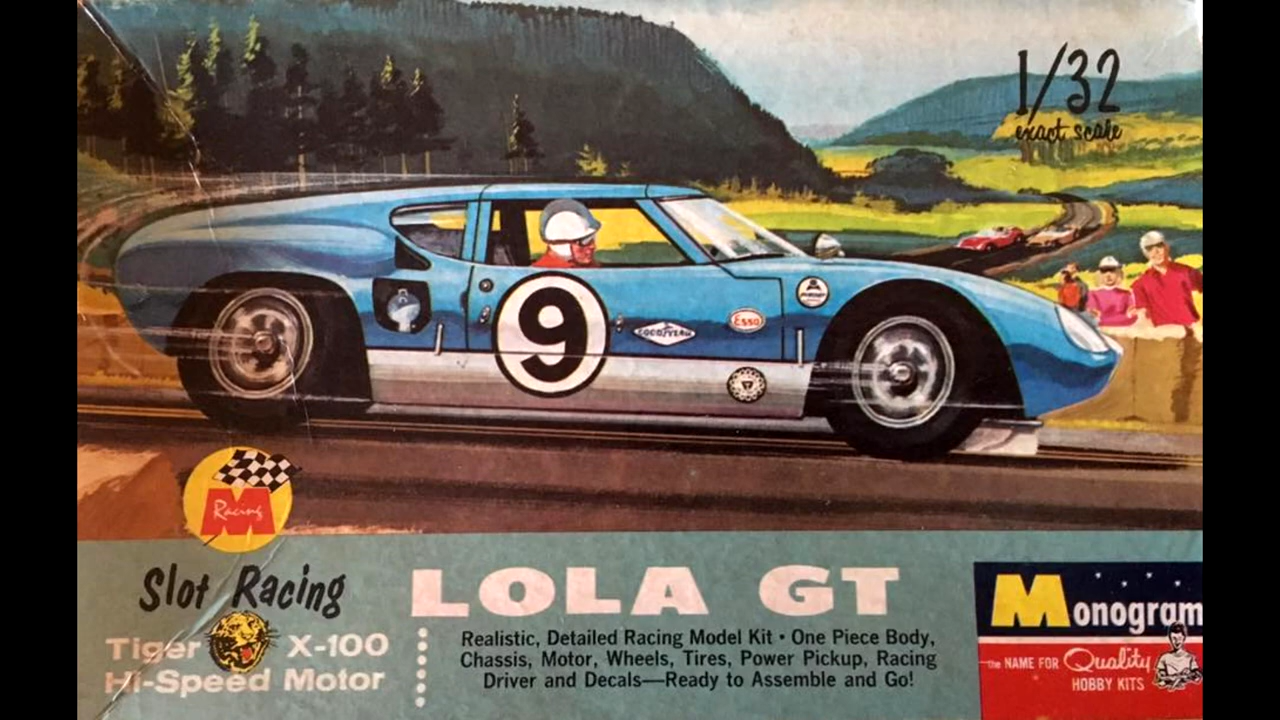 1/32
exact scale
9
GOODYEAR
Esso
M
Racing
Slot Racing
Tiger X-100
Hi-Speed Motor
LOLA GT
Realistic, Detailed Racing Model Kit • One Piece Body,
Chassis, Motor, Wheels, Tires, Power Pickup, Racing
Driver and Decals—Ready to Assemble and Go!
Monogram
the NAME FOR Quality
HOBBY KITS